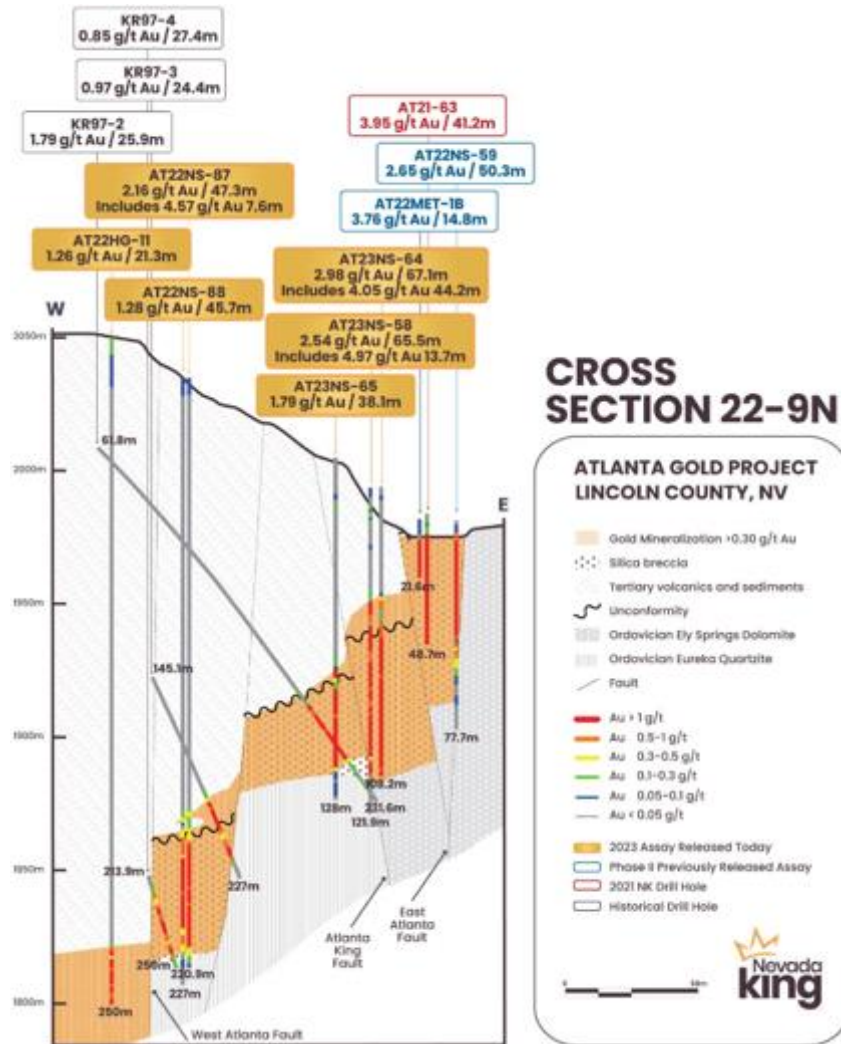 KR97-4
0.85 g/t Au / 27.4m
KR97-3
0.97 g/t Au / 24.4m
KR97-2
1.79 g/t Au / 25.9m
AT21-63
3.95 g/t Au / 41.2m
AT22NS-59
2.65 g/t Au / 50.3m
AT22NS-87
2.16 g/t Au / 47.3m
Includes 4.57 g/t Au 7.6m
AT22MET-1B
3.76 g/t Au / 14.8m
AT22HG-11
1.26 g/t Au / 21.3m
AT23NS-64
2.98 g/t Au / 67.1m
Includes 4.05 g/t Au 44.2m
AT22NS-88
1.28 g/t Au / 45.7m
AT23NS-58
2.54 g/t Au / 65.5m
Includes 4.97 g/t Au 13.7m
AT23NS-65
1.79 g/t Au / 38.1m
W
E
2050m
2000m
1950m
1900m
1850m
1800m
61.8m
21.6m
48.7m
145.1m
77.7m
109.2m
128m
231.6m
121.9m
213.9m
227m
256m
220.9m
227m
250m
Atlanta
King
Fault
East
Atlanta
Fault
West Atlanta Fault
CROSS
SECTION 22-9N
ATLANTA GOLD PROJECT
LINCOLN COUNTY, NV
Gold Mineralization >0.30 g/t Au
Silica breccia
Tertiary volcanics and sediments
Unconformity
Ordovician Ely Springs Dolomite
Ordovician Eureka Quartzite
Fault
Au > 1 g/t
Au 0.5-1 g/t
Au 0.3-0.5 g/t
Au 0.1-0.3 g/t
Au 0.05-0.1 g/t
Au < 0.05 g/t
2023 Assay Released Today
Phase II Previously Released Assay
2021 NK Drill Hole
Historical Drill Hole
0
50m
Nevada
king